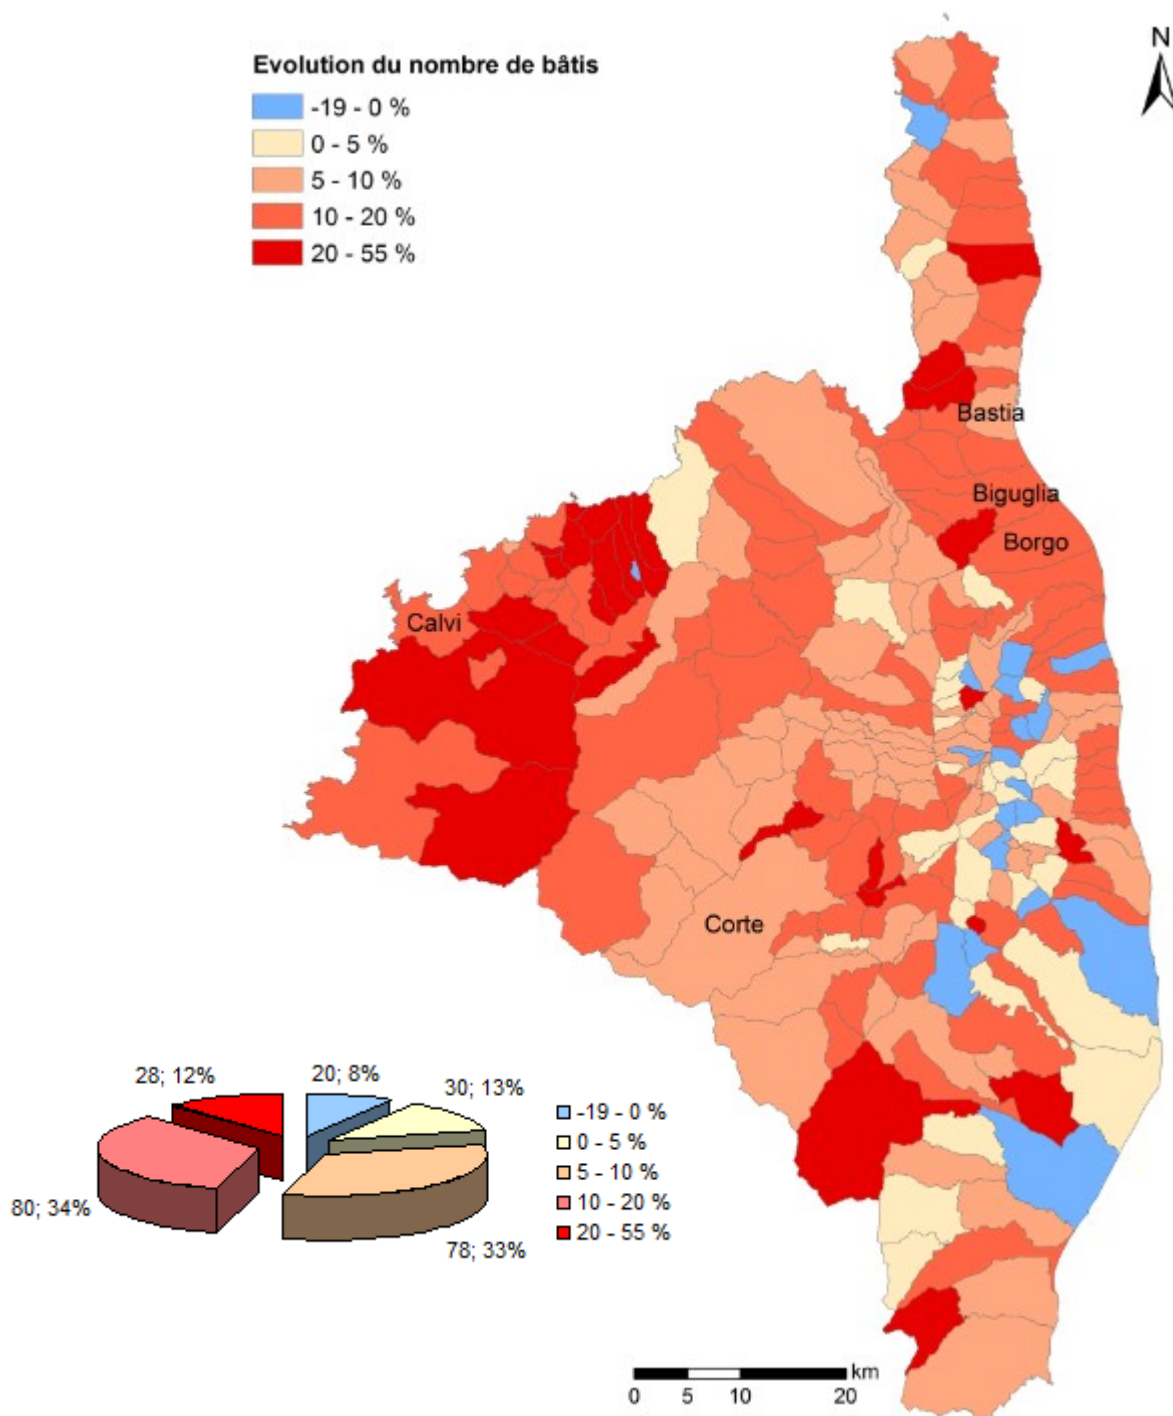 N
Evolution du nombre de bâtis
-19 - 0 %
0 - 5 %
5 - 10 %
10 - 20 %
20 - 55 %
Bastia
Biguglia
Borgo
Calvi
Corte
28; 12%
20; 8%
30; 13%
80; 34%
78; 33%
-19 - 0 %
0 - 5 %
5 - 10 %
10 - 20 %
20 - 55 %
km
0 5 10 20